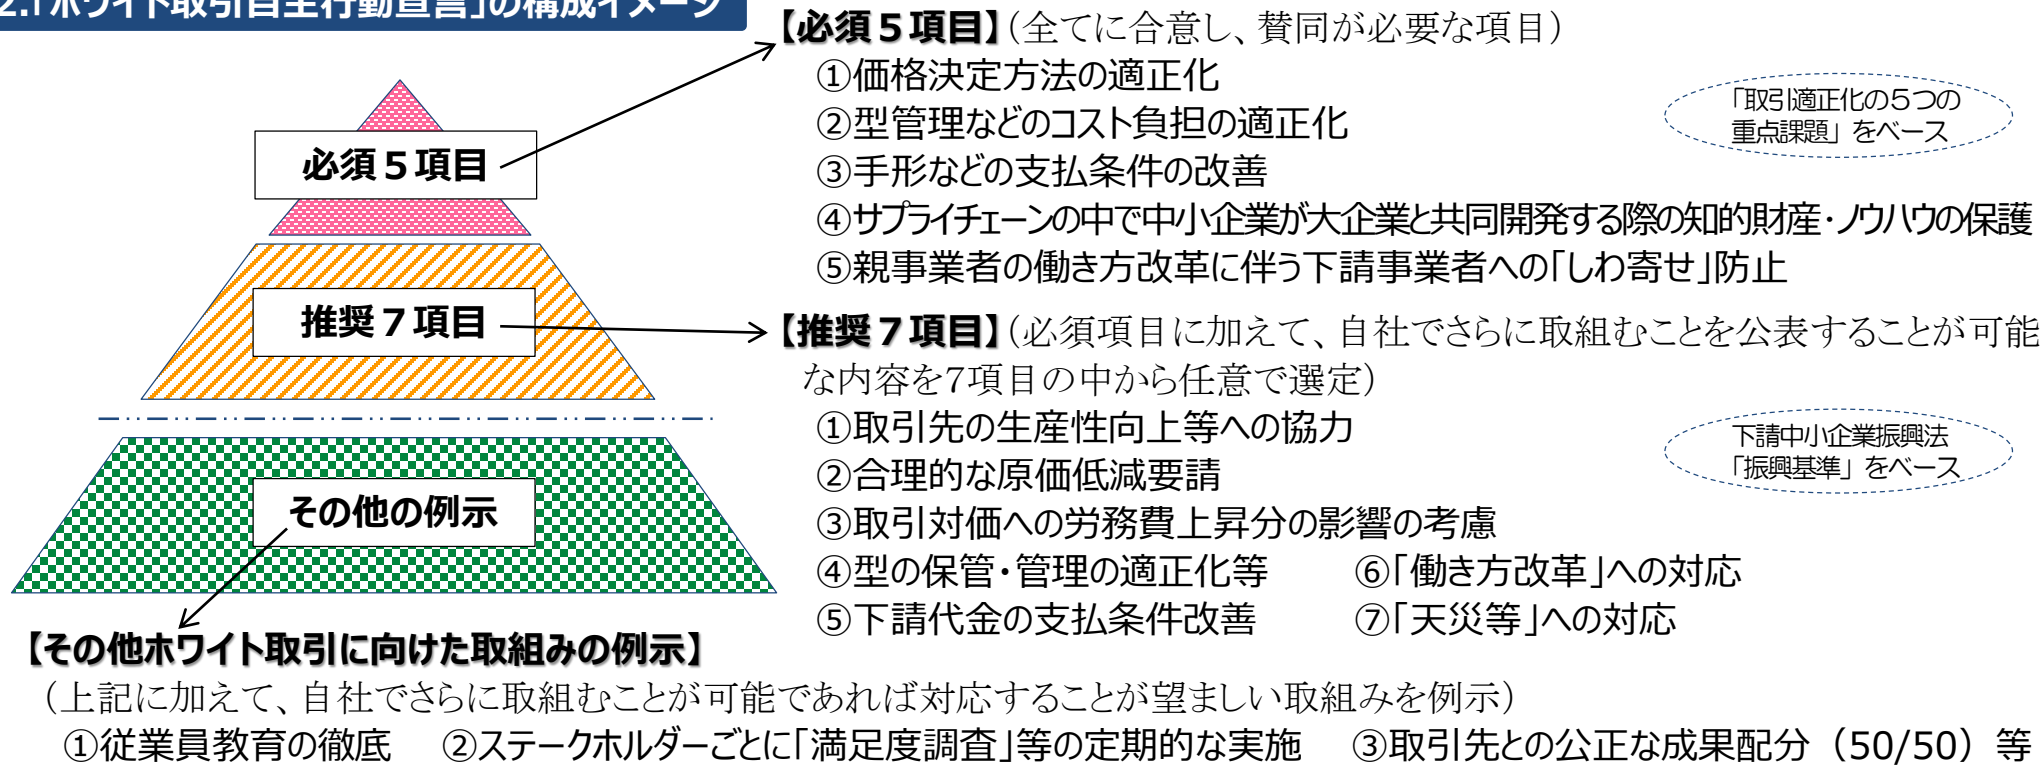 2.「ホワイト取引自主行動宣言」の構成イメージ
必須５項目
推奨７項目
その他の例示
【必須５項目】（全てに合意し、賛同が必要な項目）
①価格決定方法の適正化
②型管理などのコスト負担の適正化
③手形などの支払条件の改善
④サプライチェーンの中で中小企業が大企業と共同開発する際の知的財産・ノウハウの保護
⑤親事業者の働き方改革に伴う下請事業者への「しわ寄せ」防止
「取引適正化の５つの
重点課題」をベース
【推奨７項目】（必須項目に加えて、自社でさらに取組むことを公表することが可能
な内容を7項目の中から任意で選定）
①取引先の生産性向上等への協力
②合理的な原価低減要請
③取引対価への労務費上昇分の影響の考慮
④型の保管・管理の適正化等　⑥「働き方改革」への対応
⑤下請代金の支払条件改善　⑦「天災等」への対応
下請中小企業振興法
「振興基準」をベース
【その他ホワイト取引に向けた取組みの例示】
（上記に加えて、自社でさらに取組むことが可能であれば対応することが望ましい取組みを例示）
①従業員教育の徹底　②ステークホルダーごとに「満足度調査」等の定期的な実施　③取引先との公正な成果配分（50/50）等